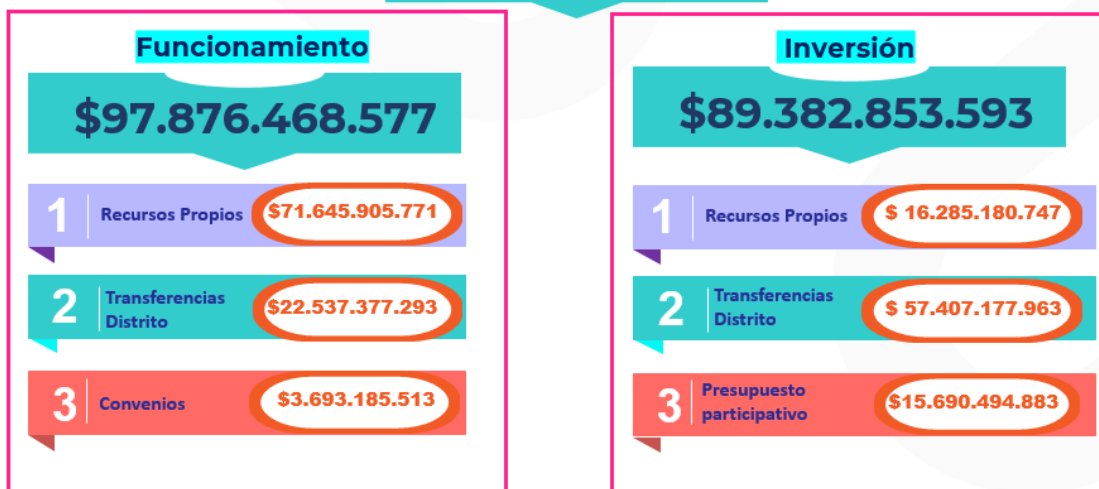 Funcionamiento
$97.876.468.577
1 Recursos Propios $71.645.905.771
2 Transferencias
Distrito $22.537.377.293
3 Convenios $3.693.185.513
Inversión
$89.382.853.593
1 Recursos Propios $ 16.285.180.747
2 Transferencias
Distrito $ 57.407.177.963
3 Presupuesto
participativo $15.690.494.883